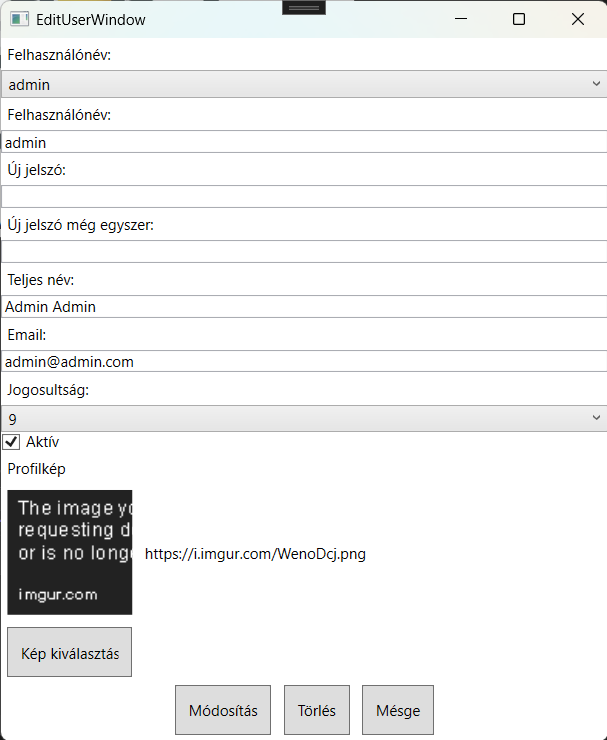 EditUserWindow
Felhasználónév:
admin
Felhasználónév:
admin
Új jelszó:
Új jelszó még egyszer:
Teljes név:
Admin Admin
Email:
admin@admin.com
Jogosultság:
9
Aktív
Profilkép
The image yo
requesting d
or is no longe
imgur.com
https://i.imgur.com/WenoDcj.png
Kép kiválasztás
Módosítás
Törlés
Mésge